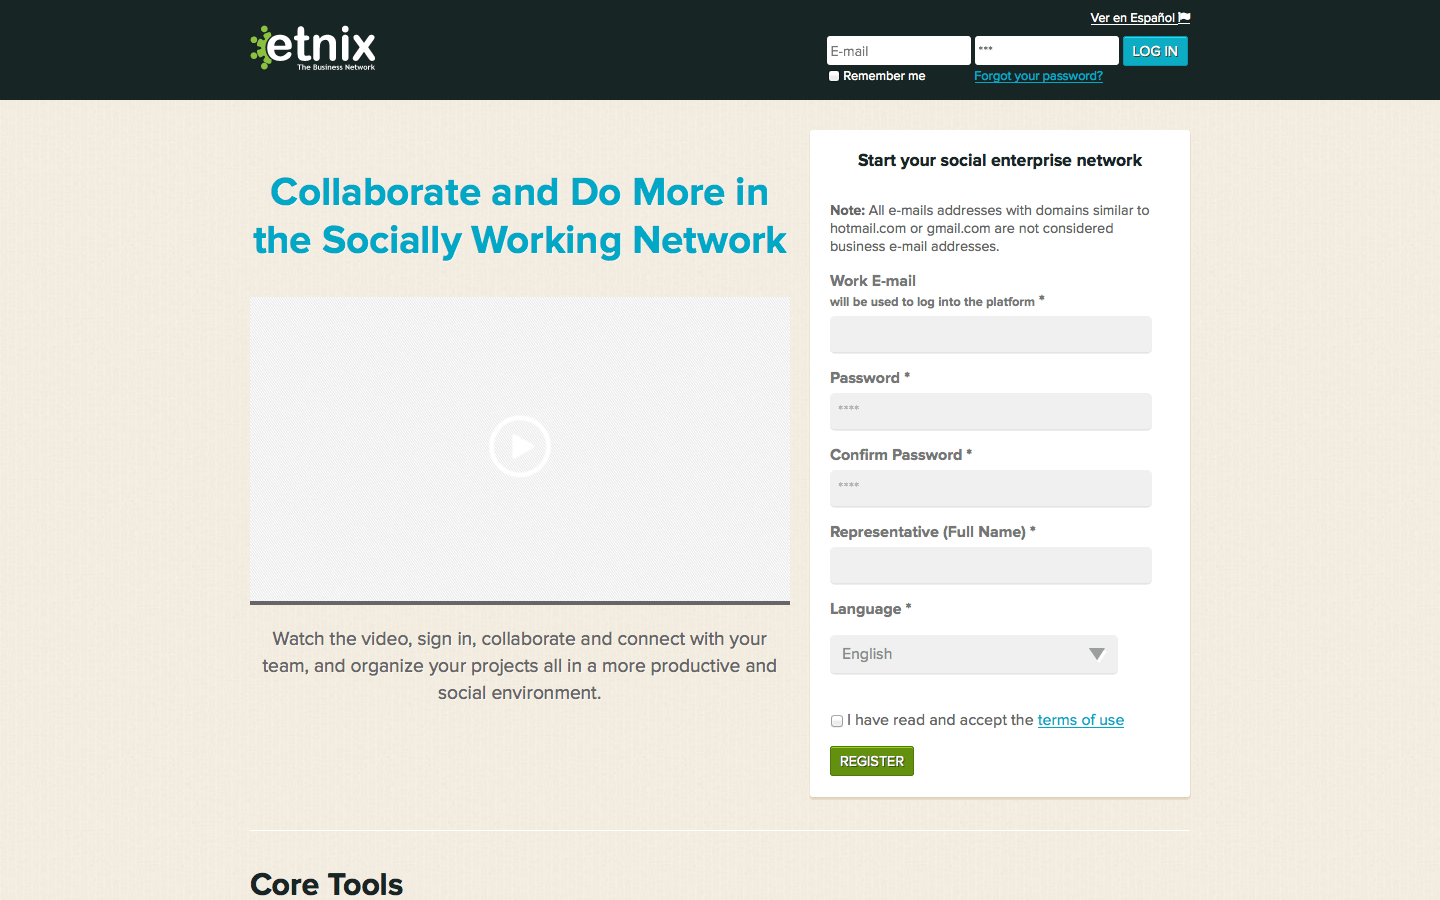 Ver en Español
etnix
The Business Network
E-mail
***
LOG IN
Remember me
Forgot your password?
Collaborate and Do More in
the Socially Working Network
Watch the video, sign in, collaborate and connect with your
team, and organize your projects all in a more productive and
social environment.
Start your social enterprise network
Note: All e-mails addresses with domains similar to
hotmail.com or gmail.com are not considered
business e-mail addresses.
Work E-mail
will be used to log into the platform *
Password *
****
Confirm Password *
****
Representative (Full Name) *
Language *
English
I have read and accept the terms of use
REGISTER
Core Tools